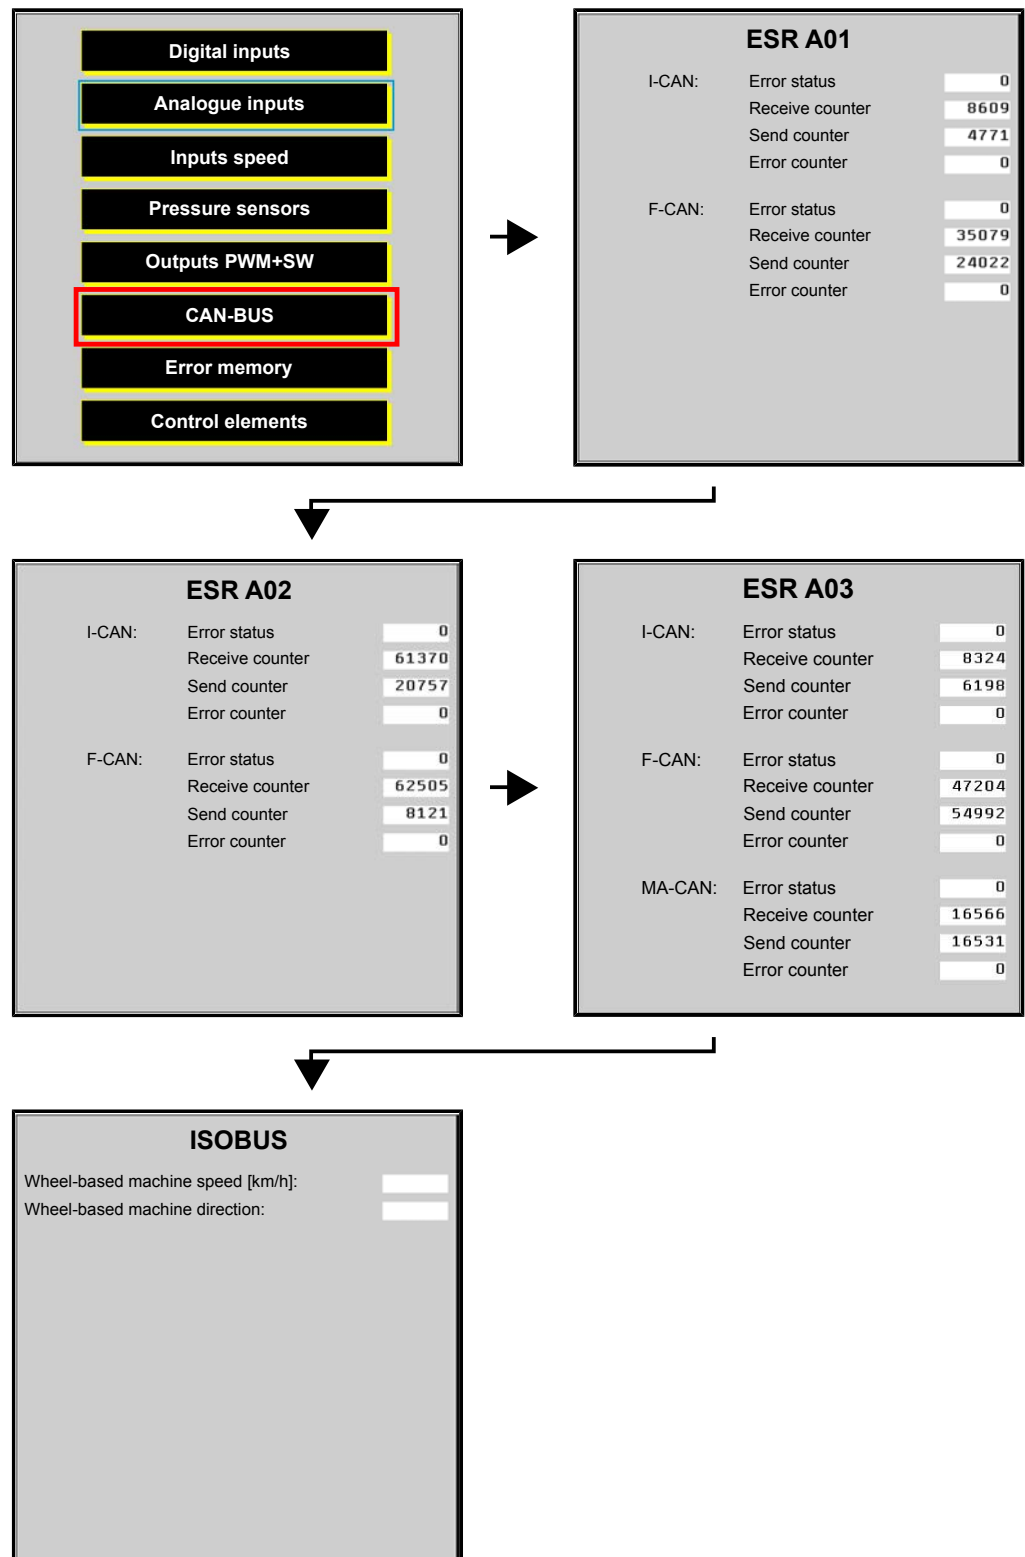 Digital inputs
Analogue inputs
Inputs speed
Pressure sensors
Outputs PWM+SW
CAN-BUS
Error memory
Control elements
ESR A01
I-CAN: Error status 0
Receive counter 8609
Send counter 4771
Error counter 0
F-CAN: Error status 0
Receive counter 35079
Send counter 24022
Error counter 0
ESR A02
I-CAN: Error status 0
Receive counter 61370
Send counter 20757
Error counter 0
F-CAN: Error status 0
Receive counter 62505
Send counter 8121
Error counter 0
ESR A03
I-CAN: Error status 0
Receive counter 8324
Send counter 6198
Error counter 0
F-CAN: Error status 0
Receive counter 47204
Send counter 54992
Error counter 0
MA-CAN: Error status 0
Receive counter 16566
Send counter 16531
Error counter 0
ISOBUS
Wheel-based machine speed [km/h]:
Wheel-based machine direction: